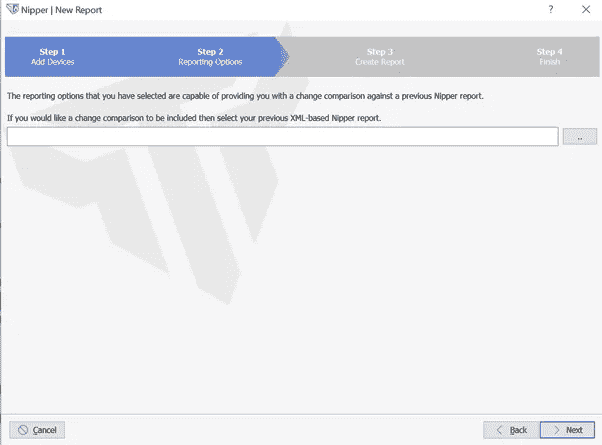 Nipper | New Report
?
Step 1
Add Devices
Step 2
Reporting Options
Step 3
Create Report
Step 4
Finish
The reporting options that you have selected are capable of providing you with a change comparison against a previous Nipper report.
If you would like a change comparison to be included then select your previous XML-based Nipper report.
..
Cancel
Back
Next